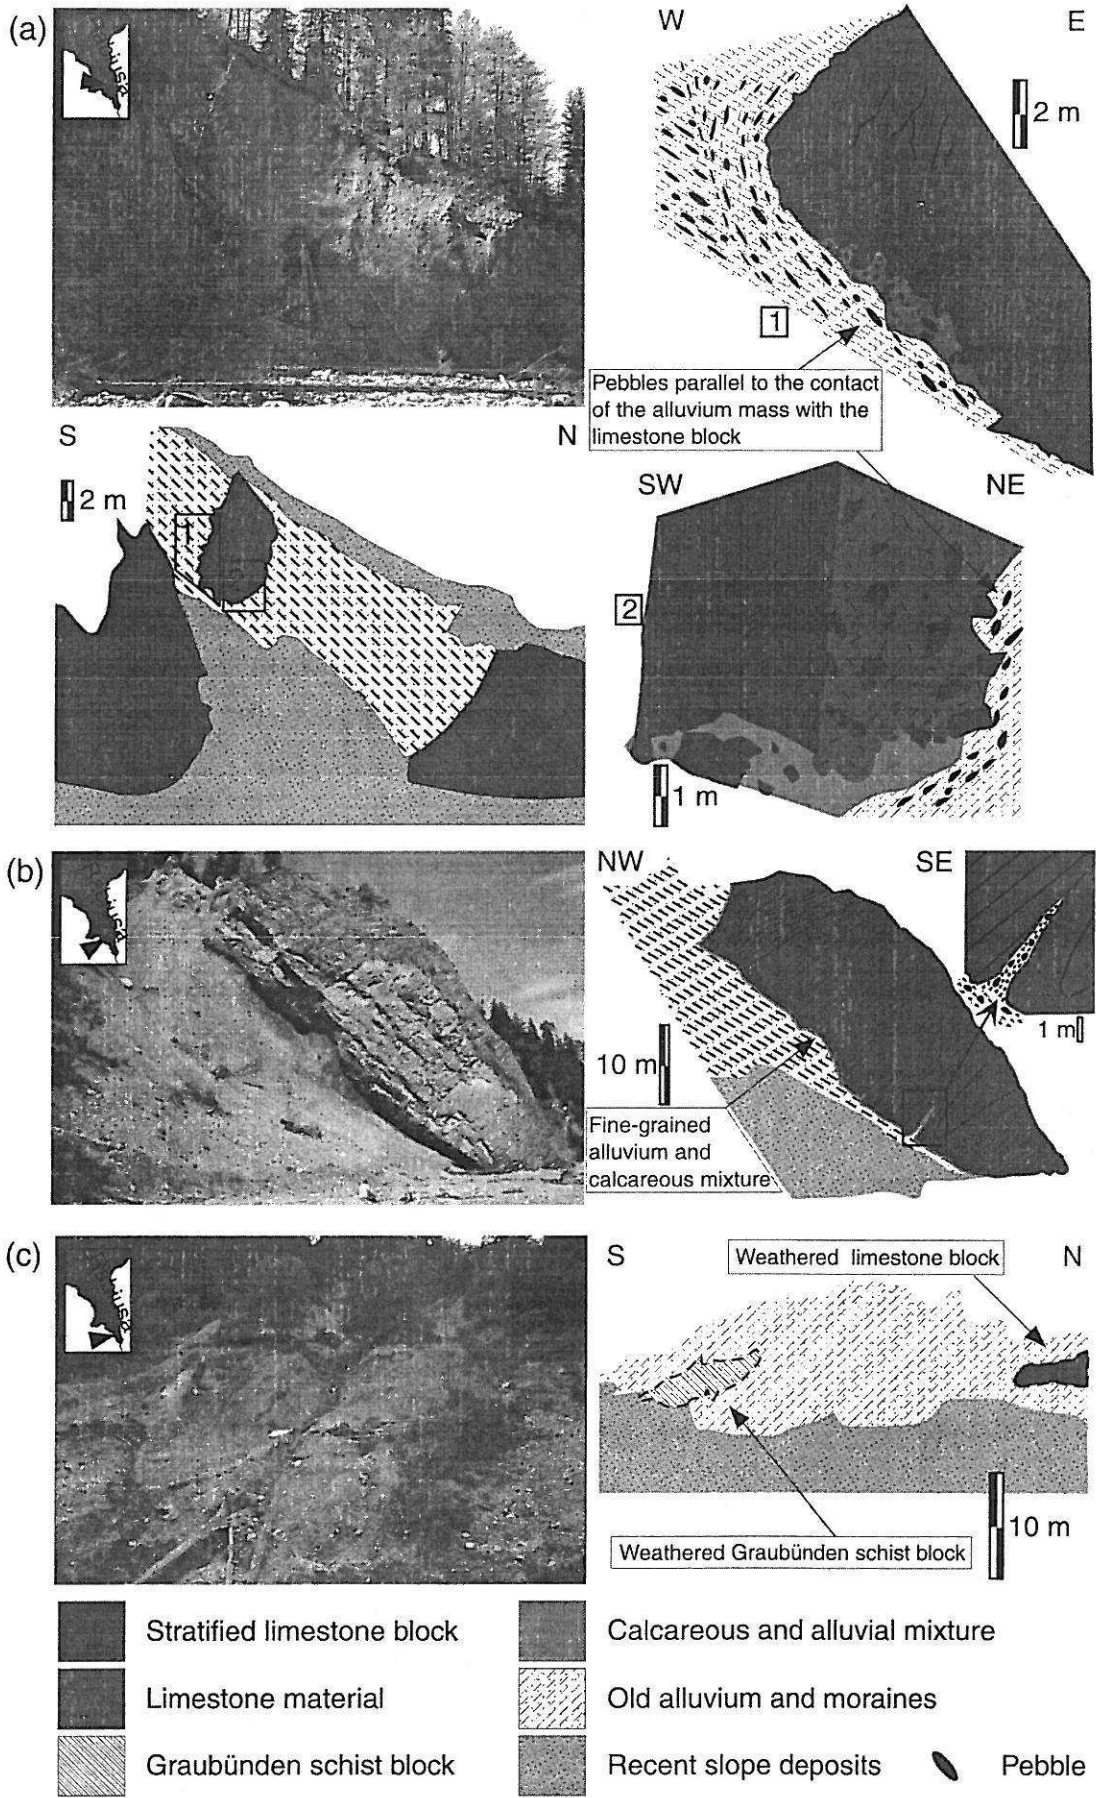 (a)
W
E
2 m
1
Pebbles parallel to the contact
of the alluvium mass with the
limestone block
S
N
2 m
1
2
SW
NE
2
1 m
(b)
NW
SE
1 m
10 m
Fine-grained
alluvium and
calcareous mixture
(c)
S
N
Weathered limestone block
10 m
Weathered Graubünden schist block
Stratified limestone block
Calcareous and alluvial mixture
Limestone material
Old alluvium and moraines
Graubünden schist block
Recent slope deposits
Pebble